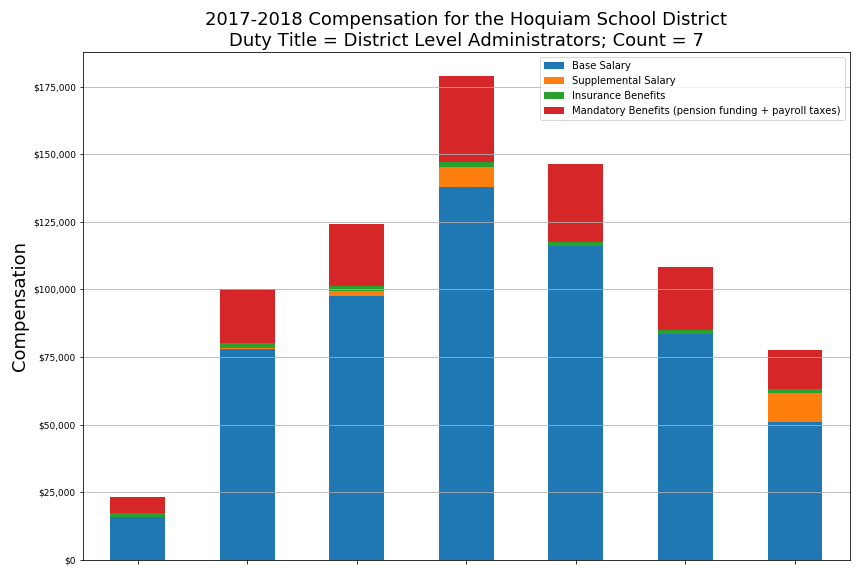 2017-2018 Compensation for the Hoquiam School District
Duty Title = District Level Administrators; Count = 7
Base Salary
Supplemental Salary
Insurance Benefits
Mandatory Benefits (pension funding + payroll taxes)
Compensation
$175,000
$150,000
$125,000
$100,000
$75,000
$50,000
$25,000
$0